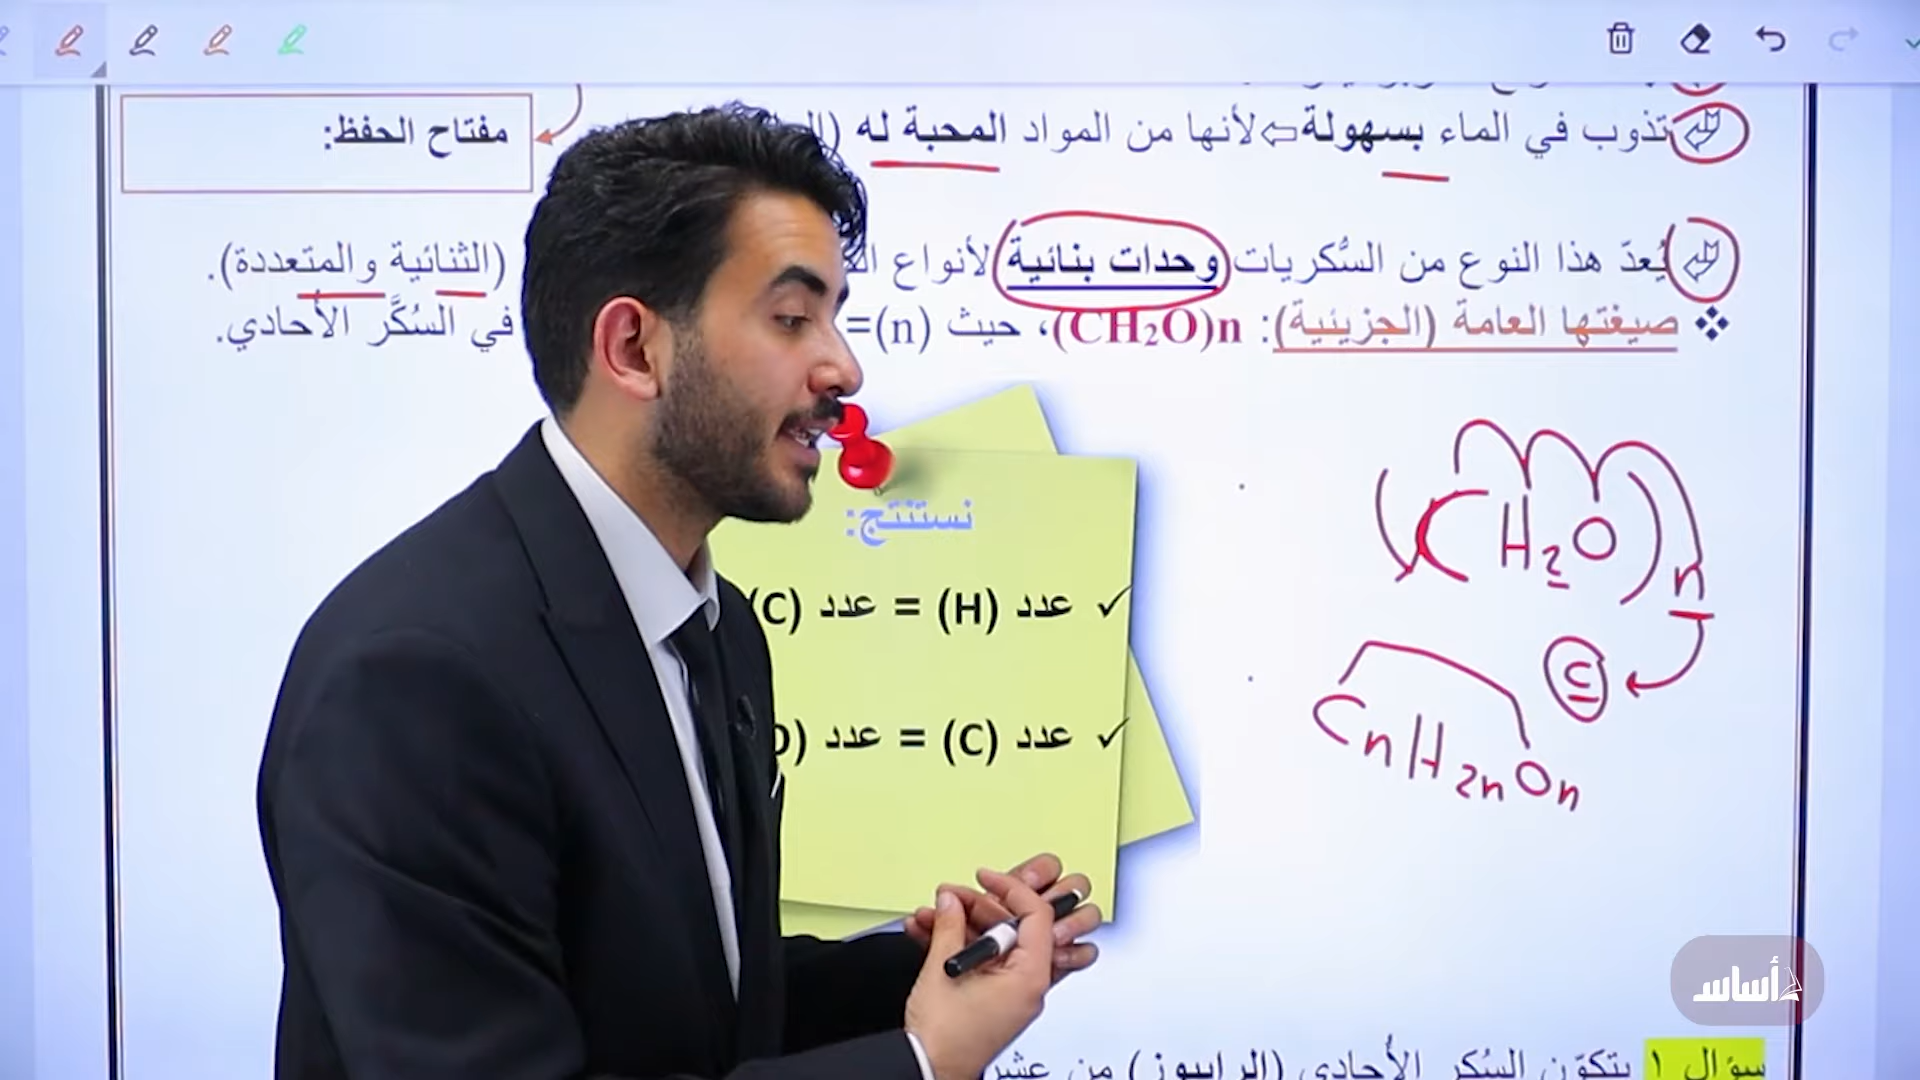 مفتاح الحفظ:
تذوب في الماء بسهولة⇦لأنها من المواد المحبة له
يُعدّ هذا النوع من السُّكريات وحدات بنائية لأنواع (الثنائية والمتعددة).
صيغتها العامة (الجزيئية): (CH₂O)n، حيث (n)= في السُكَّر الأحادي.
(CH₂O)n
C
CnH₂nOn
نستنتج:
✓ عدد (H) = عدد (C)
✓ عدد (C) = عدد
أساس
سؤال ١ يتكوّن السُكر الأُحادي (الرايبوز) من